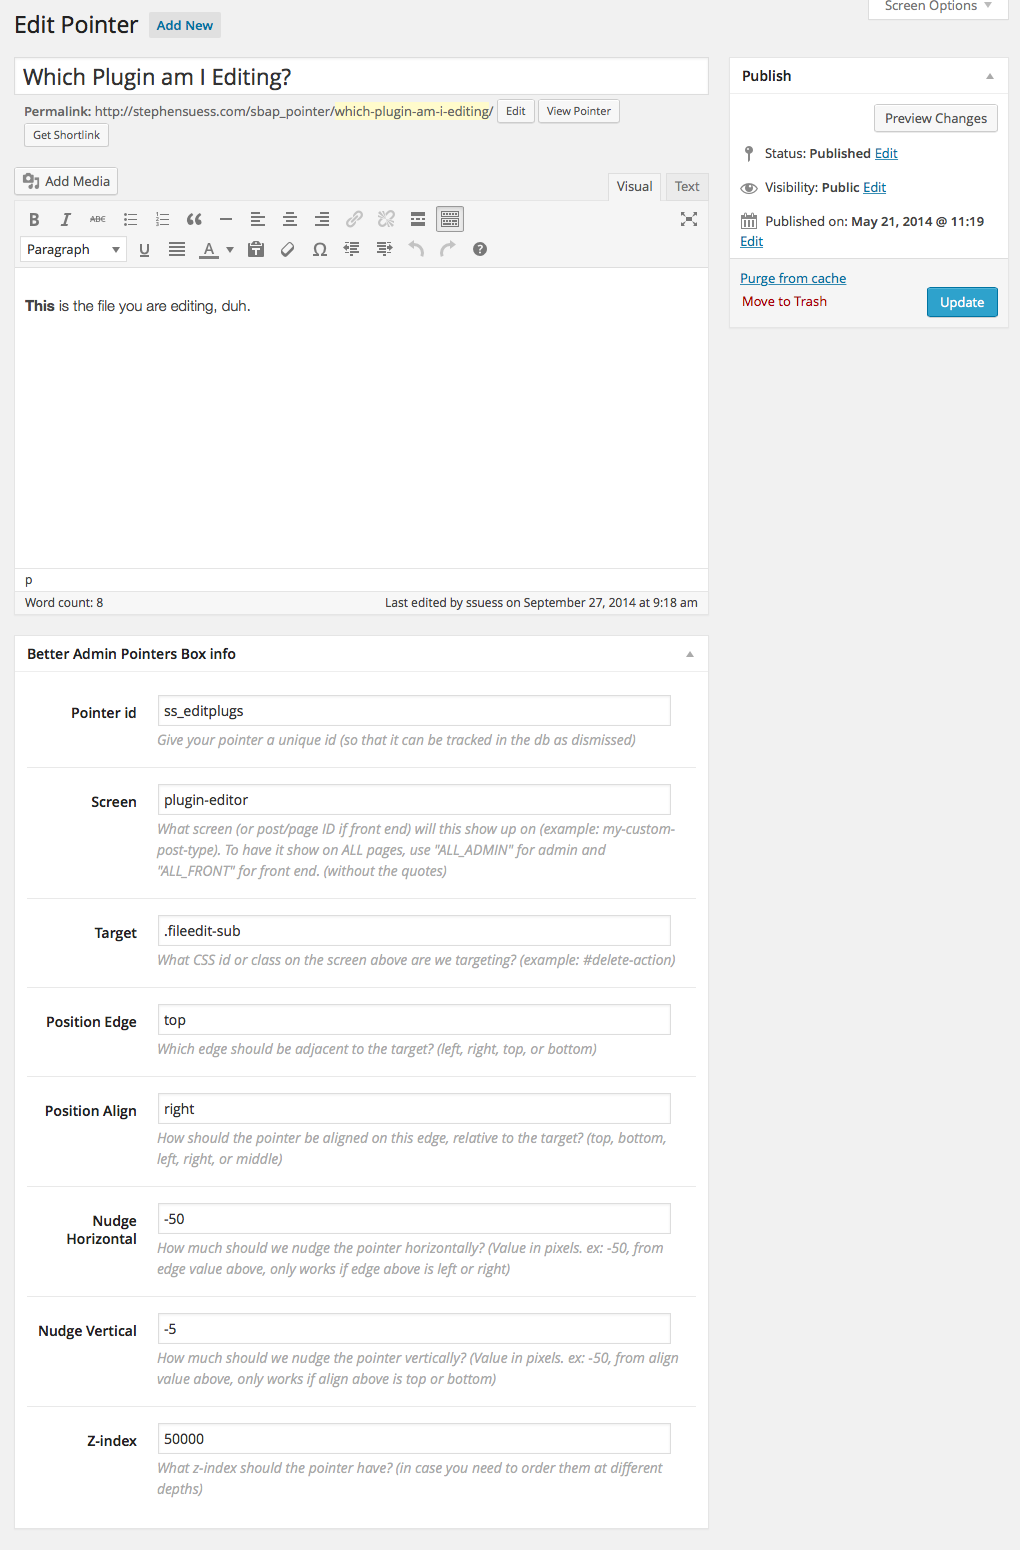 Screen Options
Edit Pointer Add New
Which Plugin am I Editing?
Permalink: http://stephensuess.com/sbap_pointer/which-plugin-am-i-editing/ Edit View Pointer
Get Shortlink
Add Media
Visual Text
B I ABC
Paragraph U A T Ω ?
This is the file you are editing, duh.
p
Word count: 8 Last edited by ssuess on September 27, 2014 at 9:18 am
Publish
Preview Changes
Status: Published Edit
Visibility: Public Edit
Published on: May 21, 2014 @ 11:19
Edit
Purge from cache
Move to Trash
Update
Better Admin Pointers Box info
Pointer id ss_editplugs
Give your pointer a unique id (so that it can be tracked in the db as dismissed)
Screen plugin-editor
What screen (or post/page ID if front end) will this show up on (example: my-custom-
post-type). To have it show on ALL pages, use "ALL_ADMIN" for admin and
"ALL_FRONT" for front end. (without the quotes)
Target .fileedit-sub
What CSS id or class on the screen above are we targeting? (example: #delete-action)
Position Edge top
Which edge should be adjacent to the target? (left, right, top, or bottom)
Position Align right
How should the pointer be aligned on this edge, relative to the target? (top, bottom,
left, right, or middle)
Nudge
Horizontal
-50
How much should we nudge the pointer horizontally? (Value in pixels. ex: -50, from
edge value above, only works if edge above is left or right)
Nudge Vertical -5
How much should we nudge the pointer vertically? (Value in pixels. ex: -50, from align
value above, only works if align above is top or bottom)
Z-index 50000
What z-index should the pointer have? (in case you need to order them at different
depths)